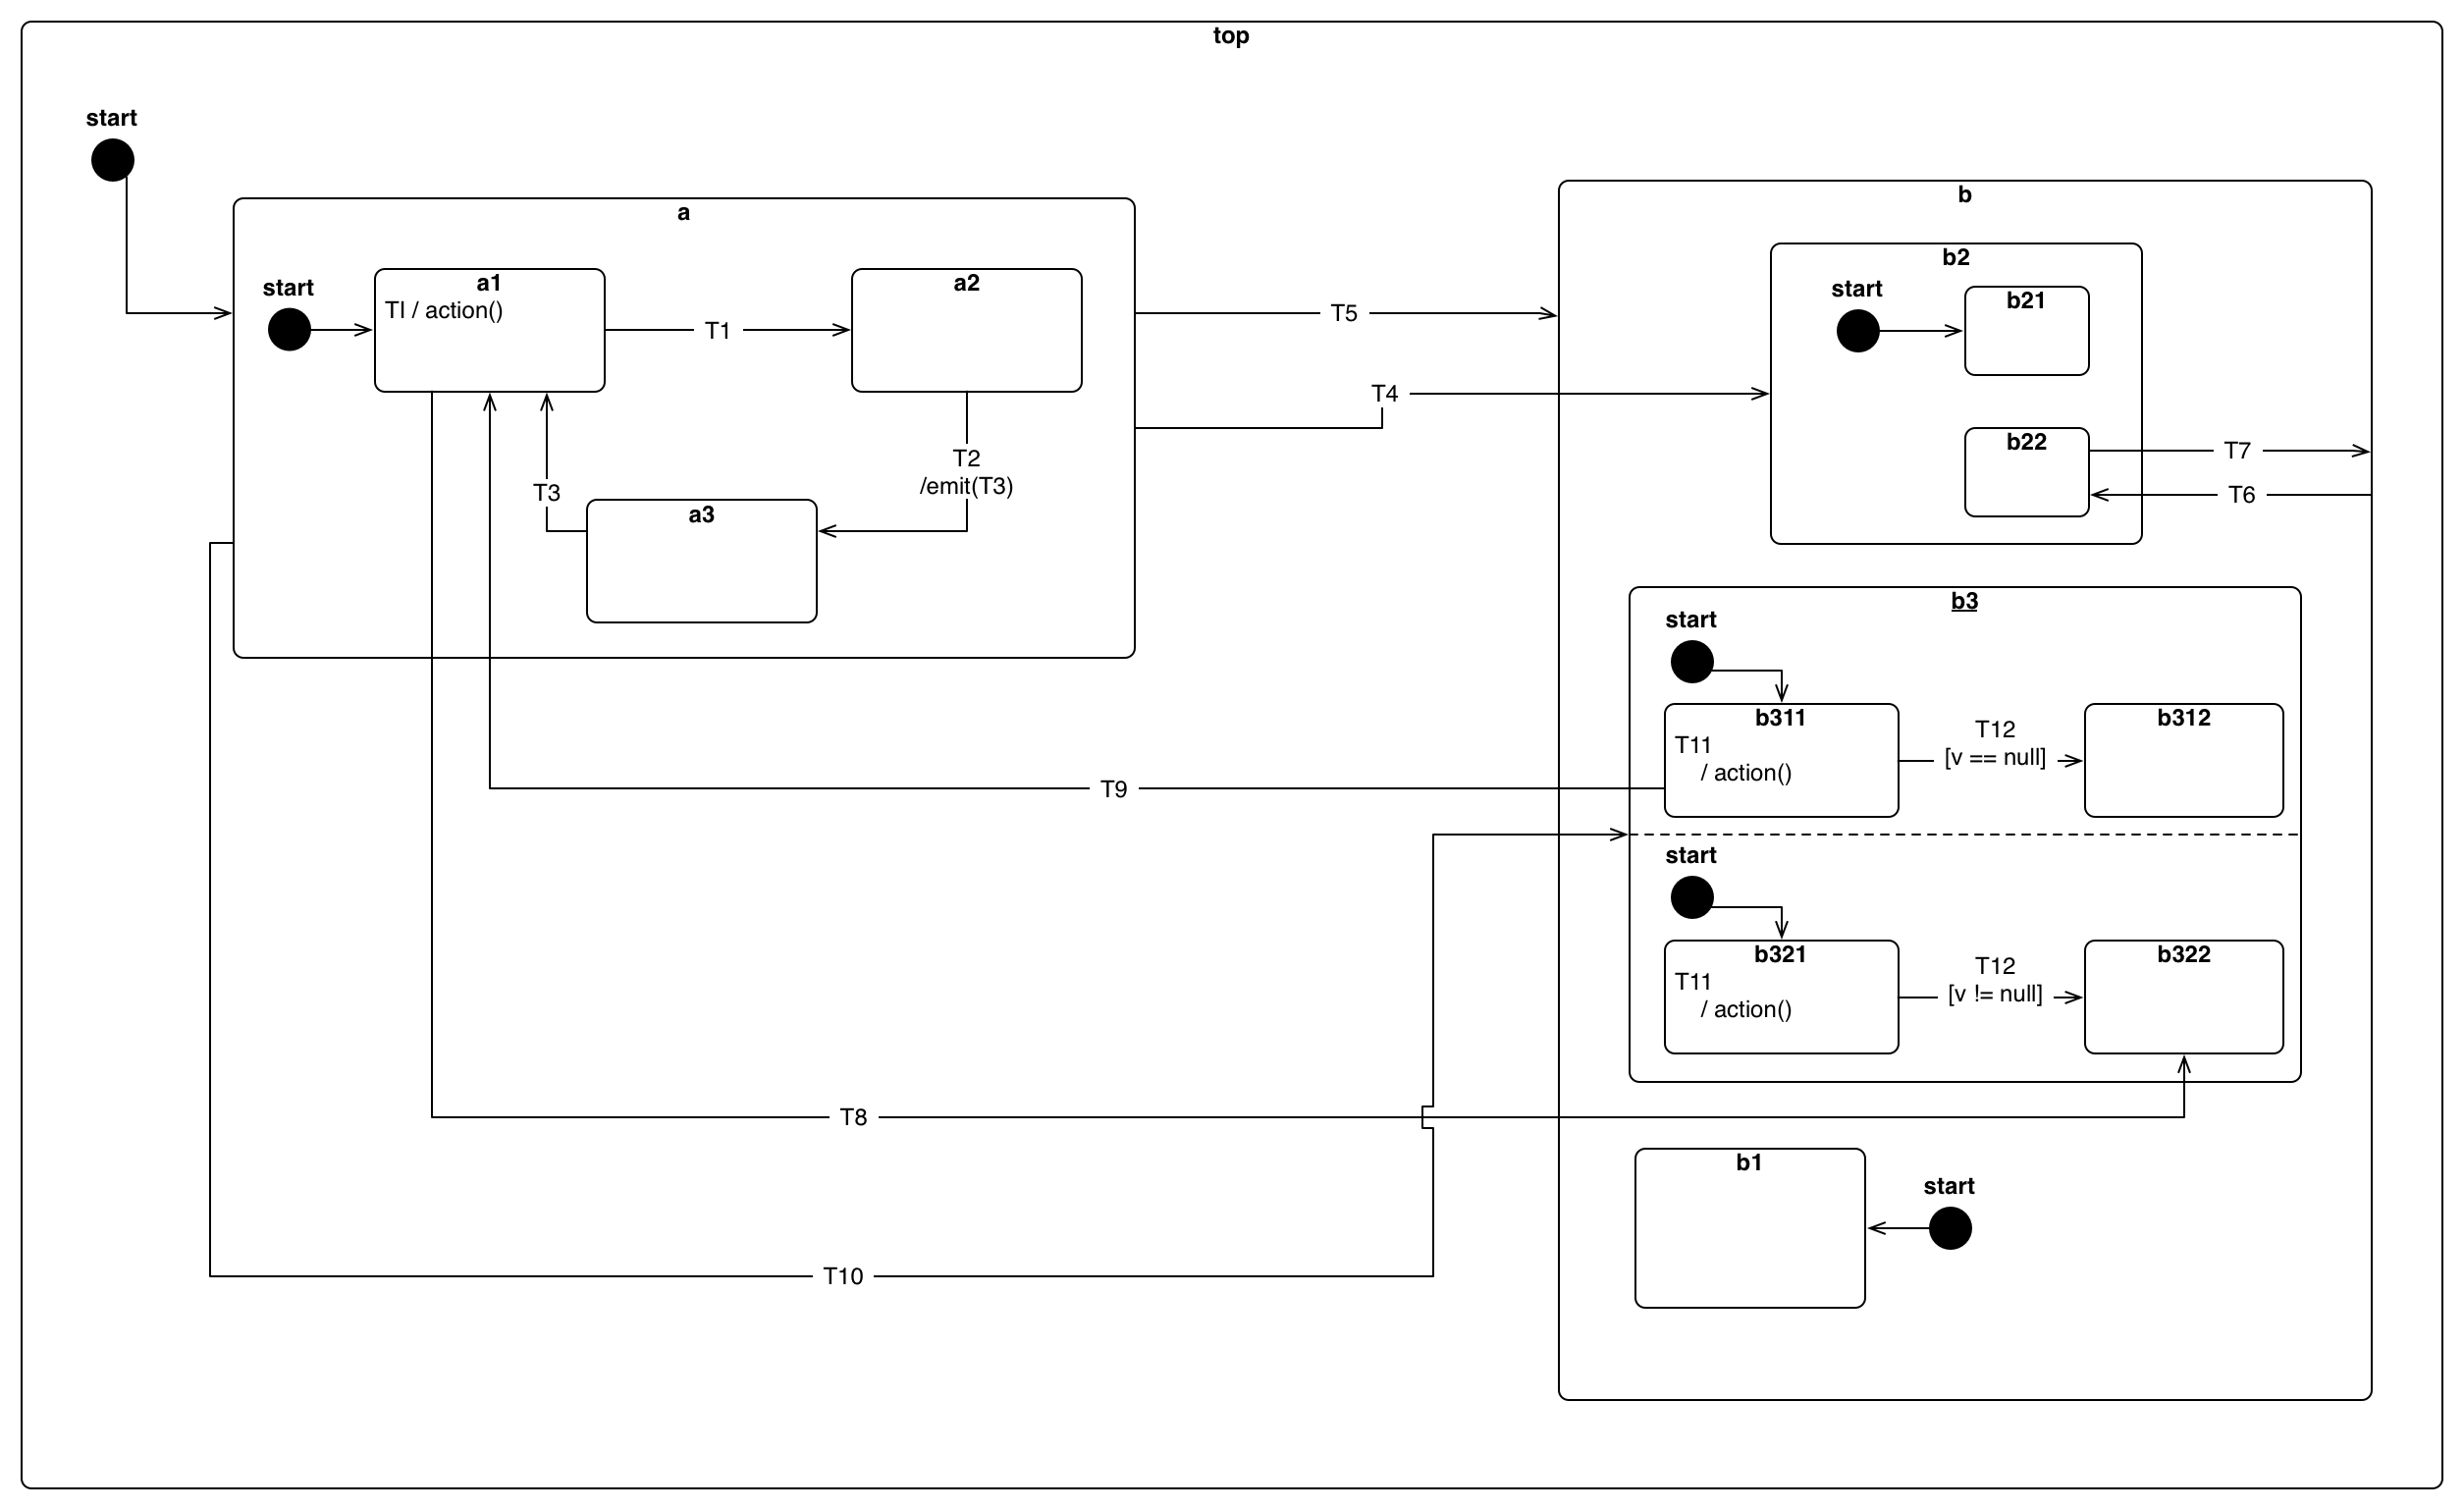 top
start
a
start
a1
TI / action()
T1
a2
T2
/emit(T3)
T3
a3
T5
T4
b
b2
start
b21
b22
T7
T6
b3
start
b311
T11
/ action()
T12
[v == null]
b312
T9
start
b321
T11
/ action()
T12
[v != null]
b322
T8
b1
start
T10